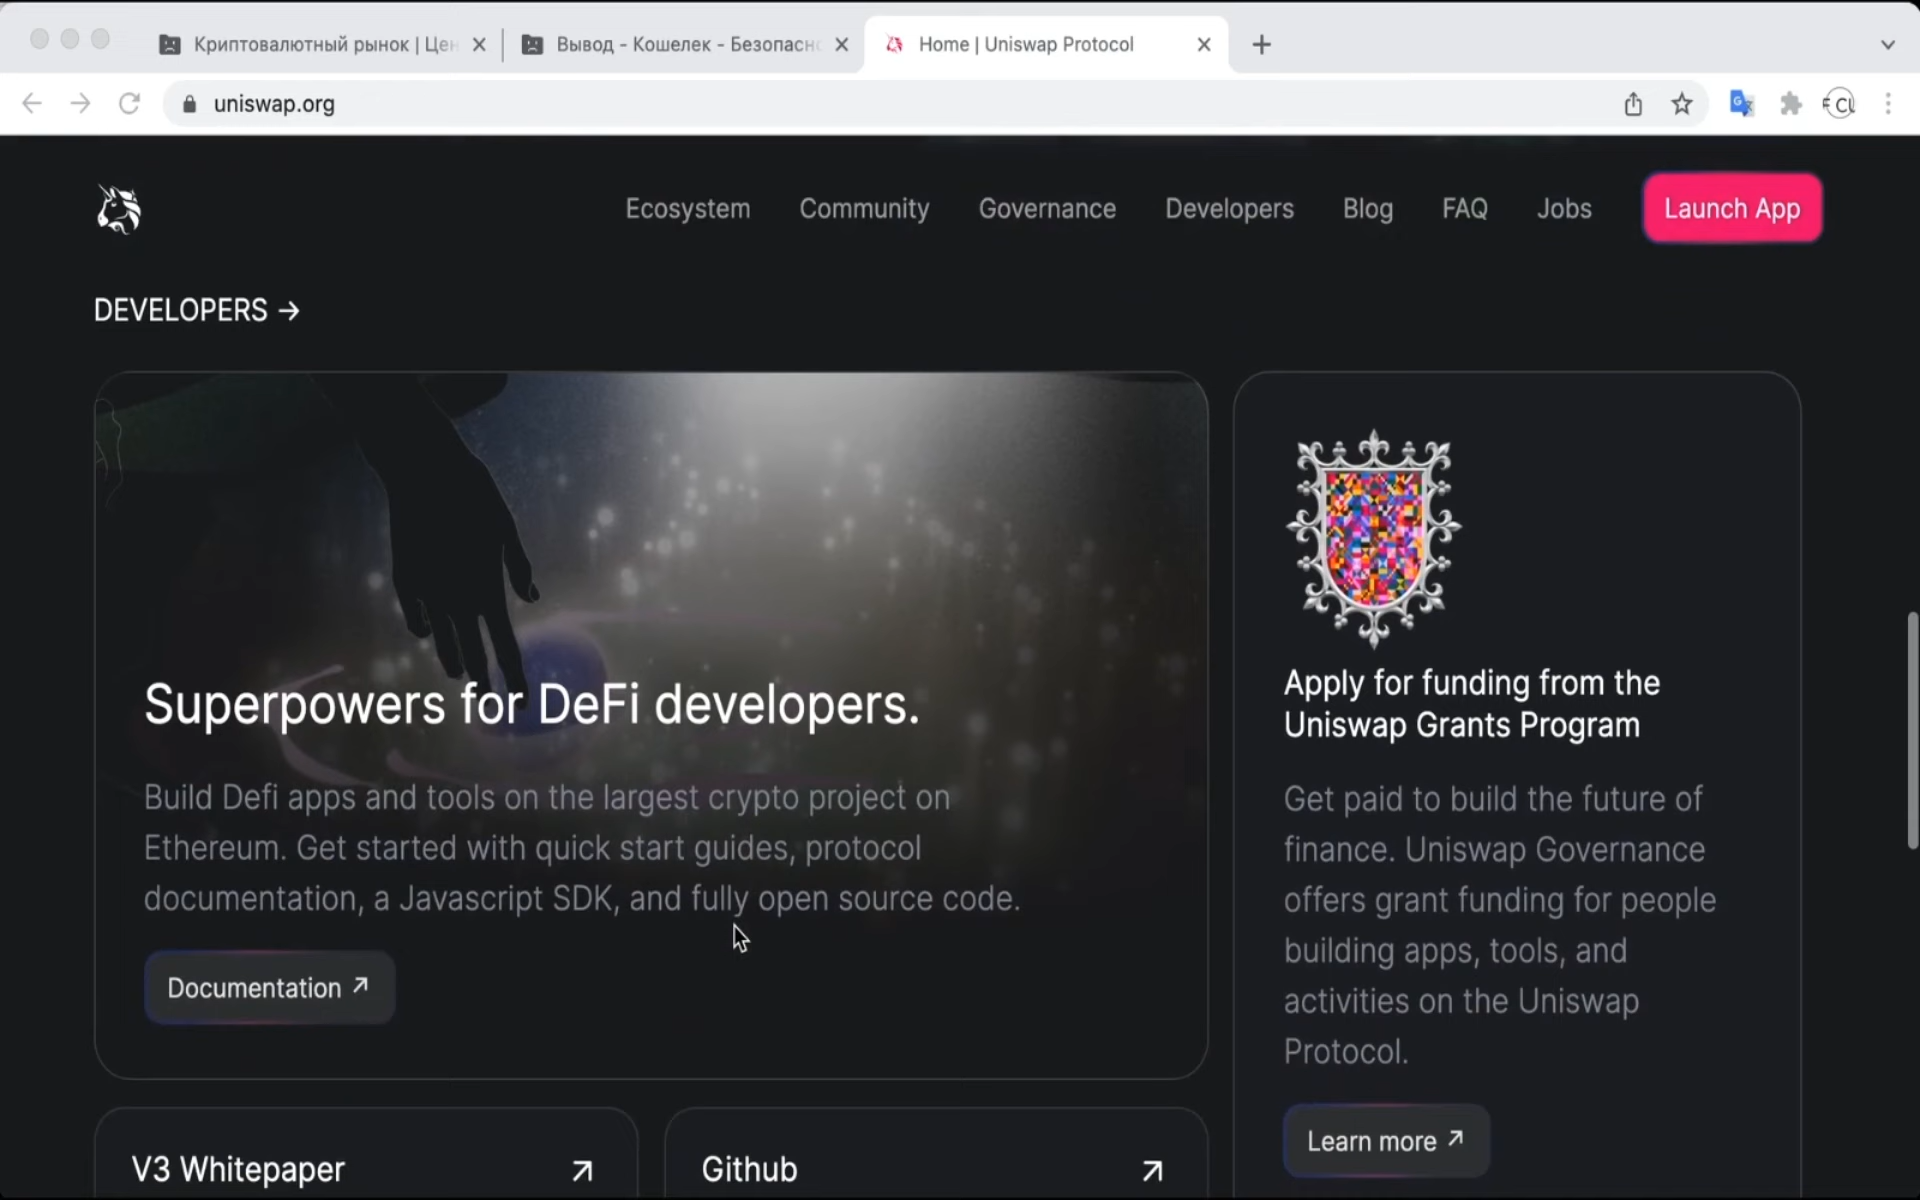 Криптовалютный рынок | Цен
Вывод - Кошелек - Безопасно
Home | Uniswap Protocol
uniswap.org
Ecosystem
Community
Governance
Developers
Blog
FAQ
Jobs
Launch App
DEVELOPERS →
Superpowers for DeFi developers.
Build Defi apps and tools on the largest crypto project on
Ethereum. Get started with quick start guides, protocol
documentation, a Javascript SDK, and fully open source code.
Documentation ↗
Apply for funding from the
Uniswap Grants Program
Get paid to build the future of
finance. Uniswap Governance
offers grant funding for people
building apps, tools, and
activities on the Uniswap
Protocol.
Learn more ↗
V3 Whitepaper ↗
Github ↗